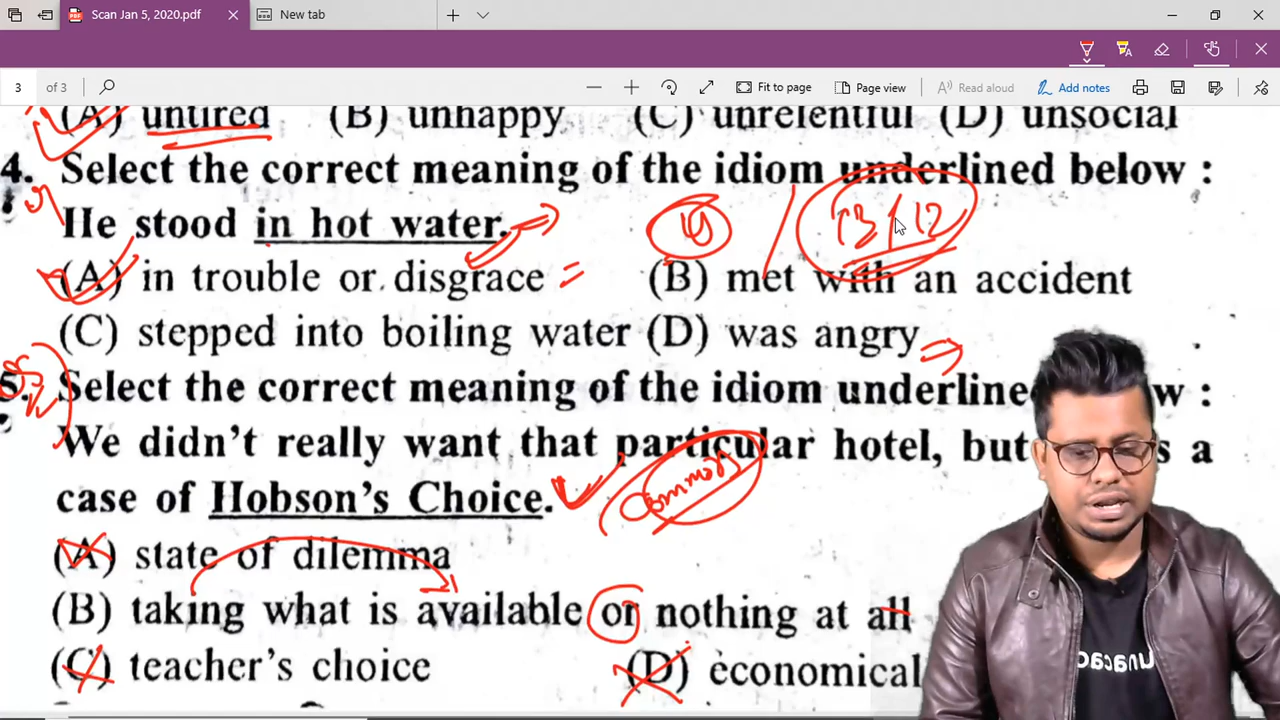 Scan Jan 5, 2020.pdf
New tab
3 of 3
Fit to page
Page view
Read aloud
Add notes
(A) untired (B) unhappy (C) unrelentful (D) unsocial
4. Select the correct meaning of the idiom underlined below :
He stood in hot water.
(A) in trouble or disgrace (B) met with an accident
(C) stepped into boiling water (D) was angry
5. Select the correct meaning of the idiom underlined below :
We didn't really want that particular hotel, but a
case of Hobson's Choice.
Common
(A) state of dilemma
(B) taking what is available or nothing at all
(C) teacher's choice (D) economical
unacad